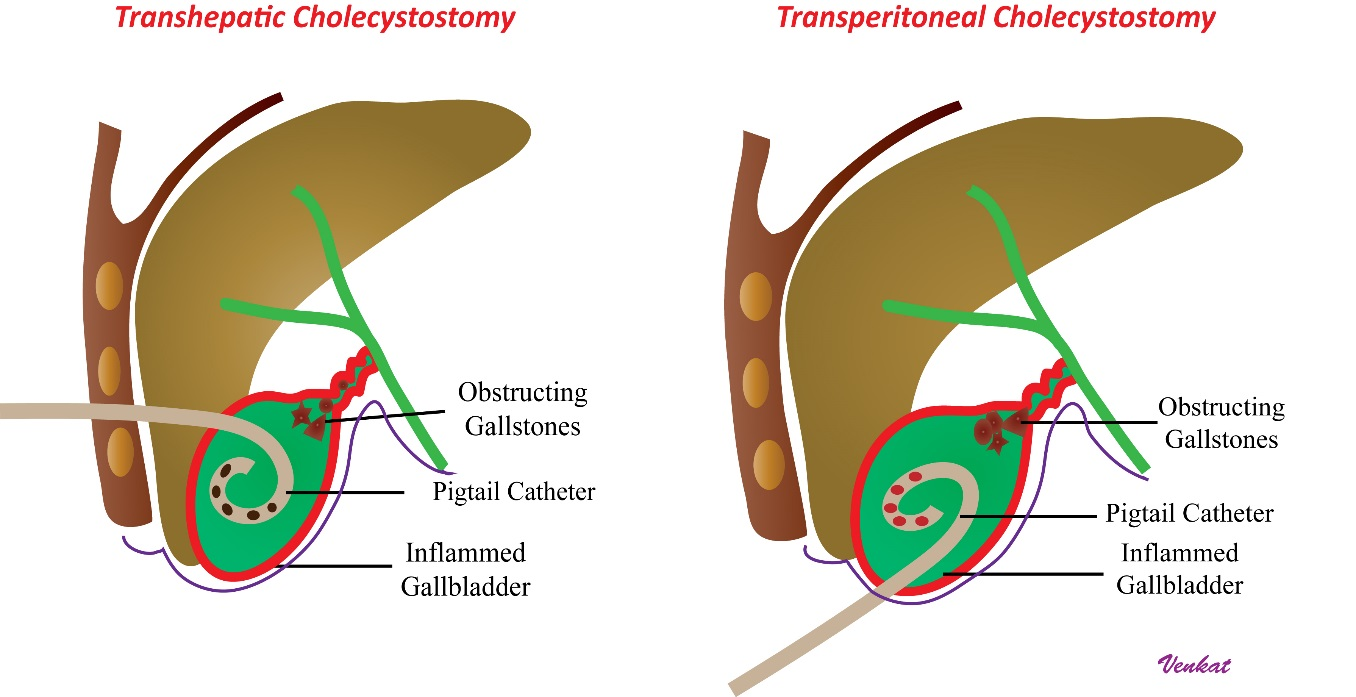 Transhepatic Cholecystostomy
Transperitoneal Cholecystostomy
Obstructing
Gallstones
Pigtail Catheter
Inflammed
Gallbladder
Obstructing
Gallstones
Pigtail Catheter
Inflammed
Gallbladder
Venkat